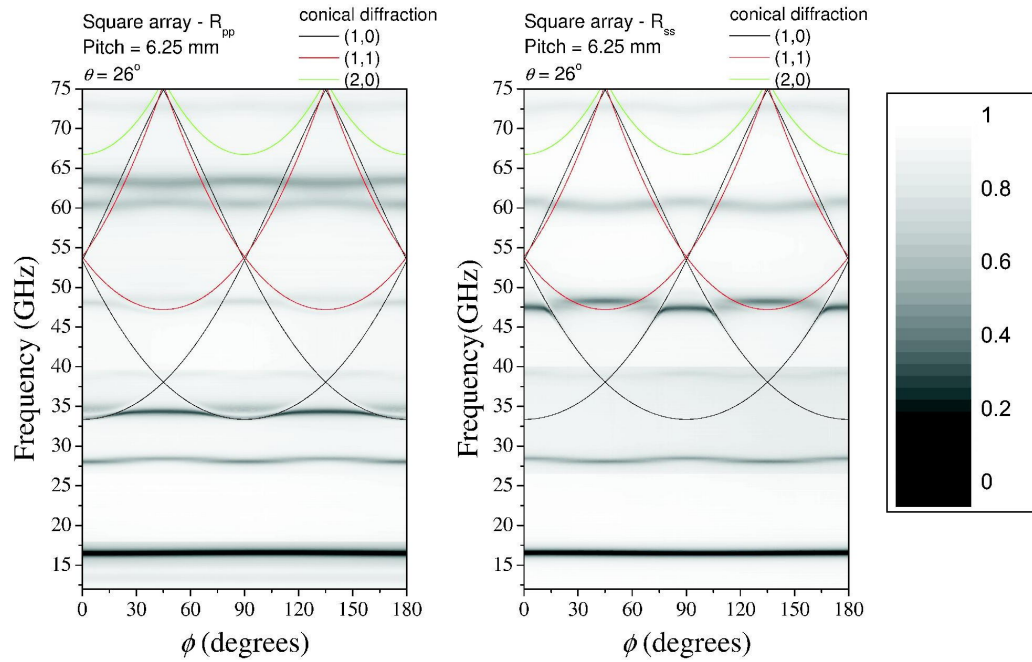 Square array - Rpp
Pitch = 6.25 mm
θ = 26°
conical diffraction
(1,0)
(1,1)
(2,0)
75
70
65
60
55
50
45
40
35
30
25
20
15
Frequency (GHz)
0 30 60 90 120 150 180
ϕ (degrees)
Square array - Rss
Pitch = 6.25 mm
θ = 26°
conical diffraction
(1,0)
(1,1)
(2,0)
75
70
65
60
55
50
45
40
35
30
25
20
15
Frequency(GHz)
0 30 60 90 120 150 180
ϕ (degrees)
1
0.8
0.6
0.4
0.2
0